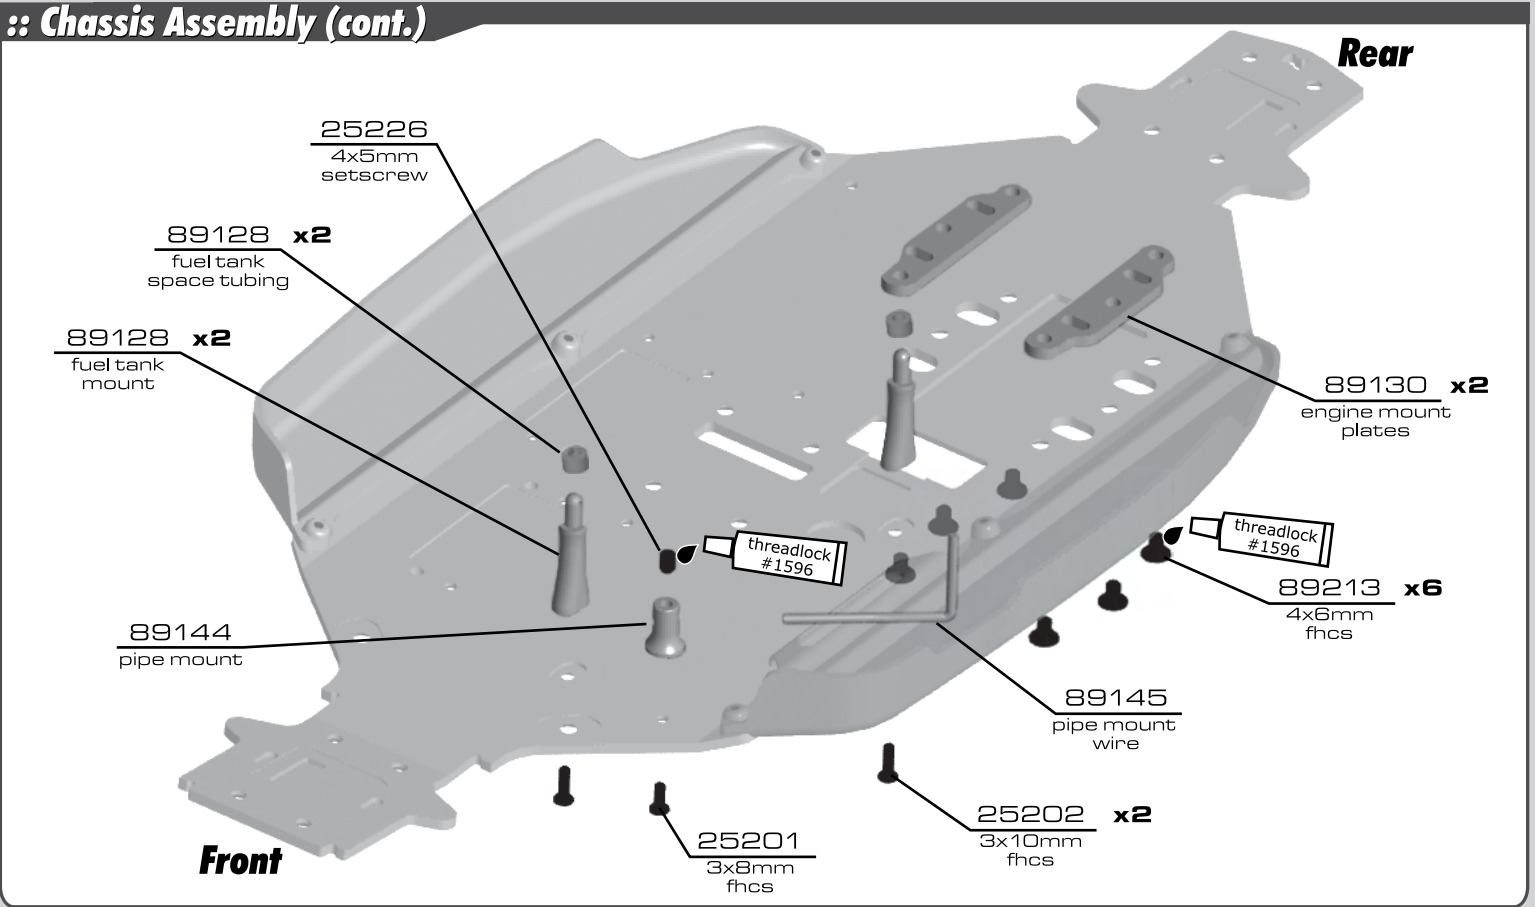 :: Chassis Assembly (cont.)
Rear
25226
4x5mm
setscrew
89128 x2
fuel tank
space tubing
89128 x2
fuel tank
mount
89130 x2
engine mount
plates
threadlock
#1596
threadlock
#1596
89213 x6
4x6mm
fhcs
89144
pipe mount
89145
pipe mount
wire
25202 x2
3x10mm
fhcs
25201
3x8mm
fhcs
Front